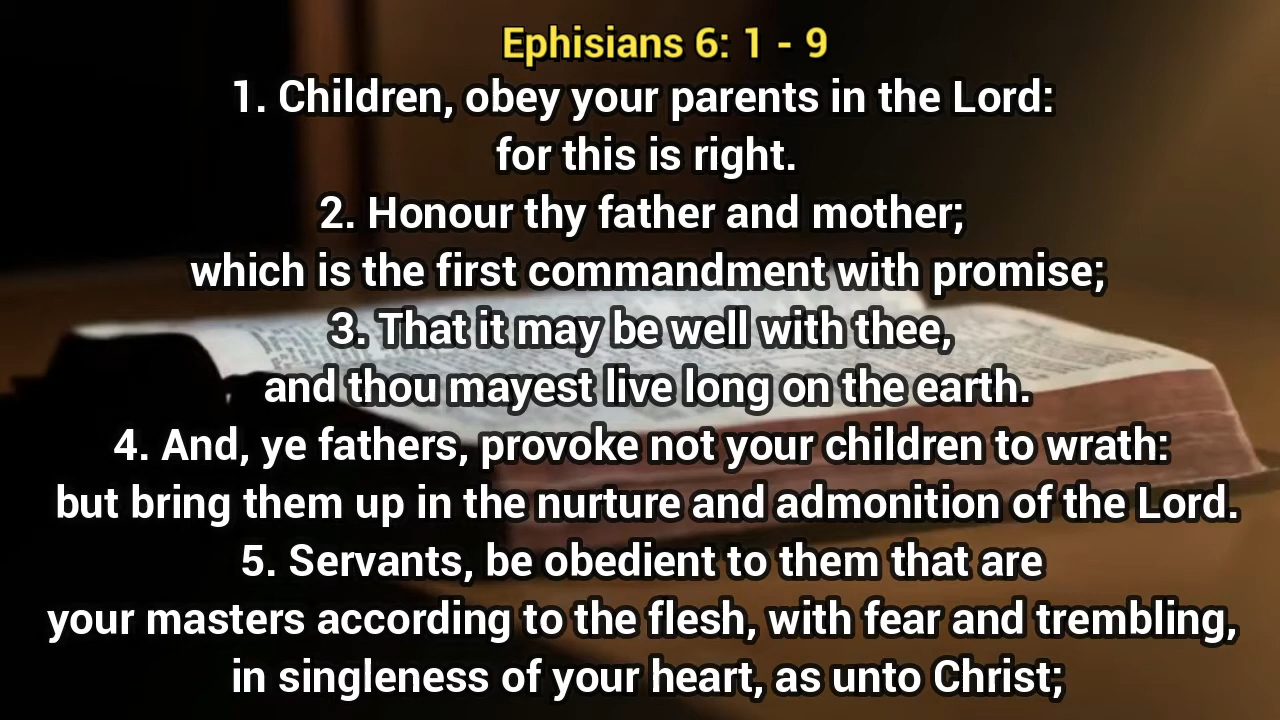 Ephisians 6: 1 - 9
1. Children, obey your parents in the Lord:
for this is right.
2. Honour thy father and mother;
which is the first commandment with promise;
3. That it may be well with thee,
and thou mayest live long on the earth.
4. And, ye fathers, provoke not your children to wrath:
but bring them up in the nurture and admonition of the Lord.
5. Servants, be obedient to them that are
your masters according to the flesh, with fear and trembling,
in singleness of your heart, as unto Christ;